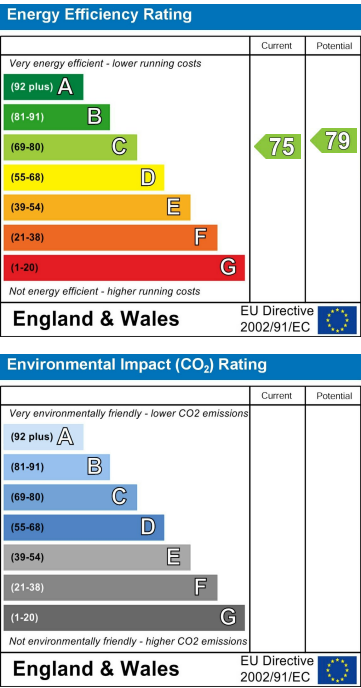 Energy Efficiency Rating
Current Potential
Very energy efficient - lower running costs
(92 plus) A
(81-91) B
(69-80) C
75 79
(55-68) D
(39-54) E
(21-38) F
(1-20) G
Not energy efficient - higher running costs
England & Wales
EU Directive
2002/91/EC
Environmental Impact (CO₂) Rating
Current Potential
Very environmentally friendly - lower CO2 emissions
(92 plus) A
(81-91) B
(69-80) C
(55-68) D
(39-54) E
(21-38) F
(1-20) G
Not environmentally friendly - higher CO2 emissions
England & Wales
EU Directive
2002/91/EC